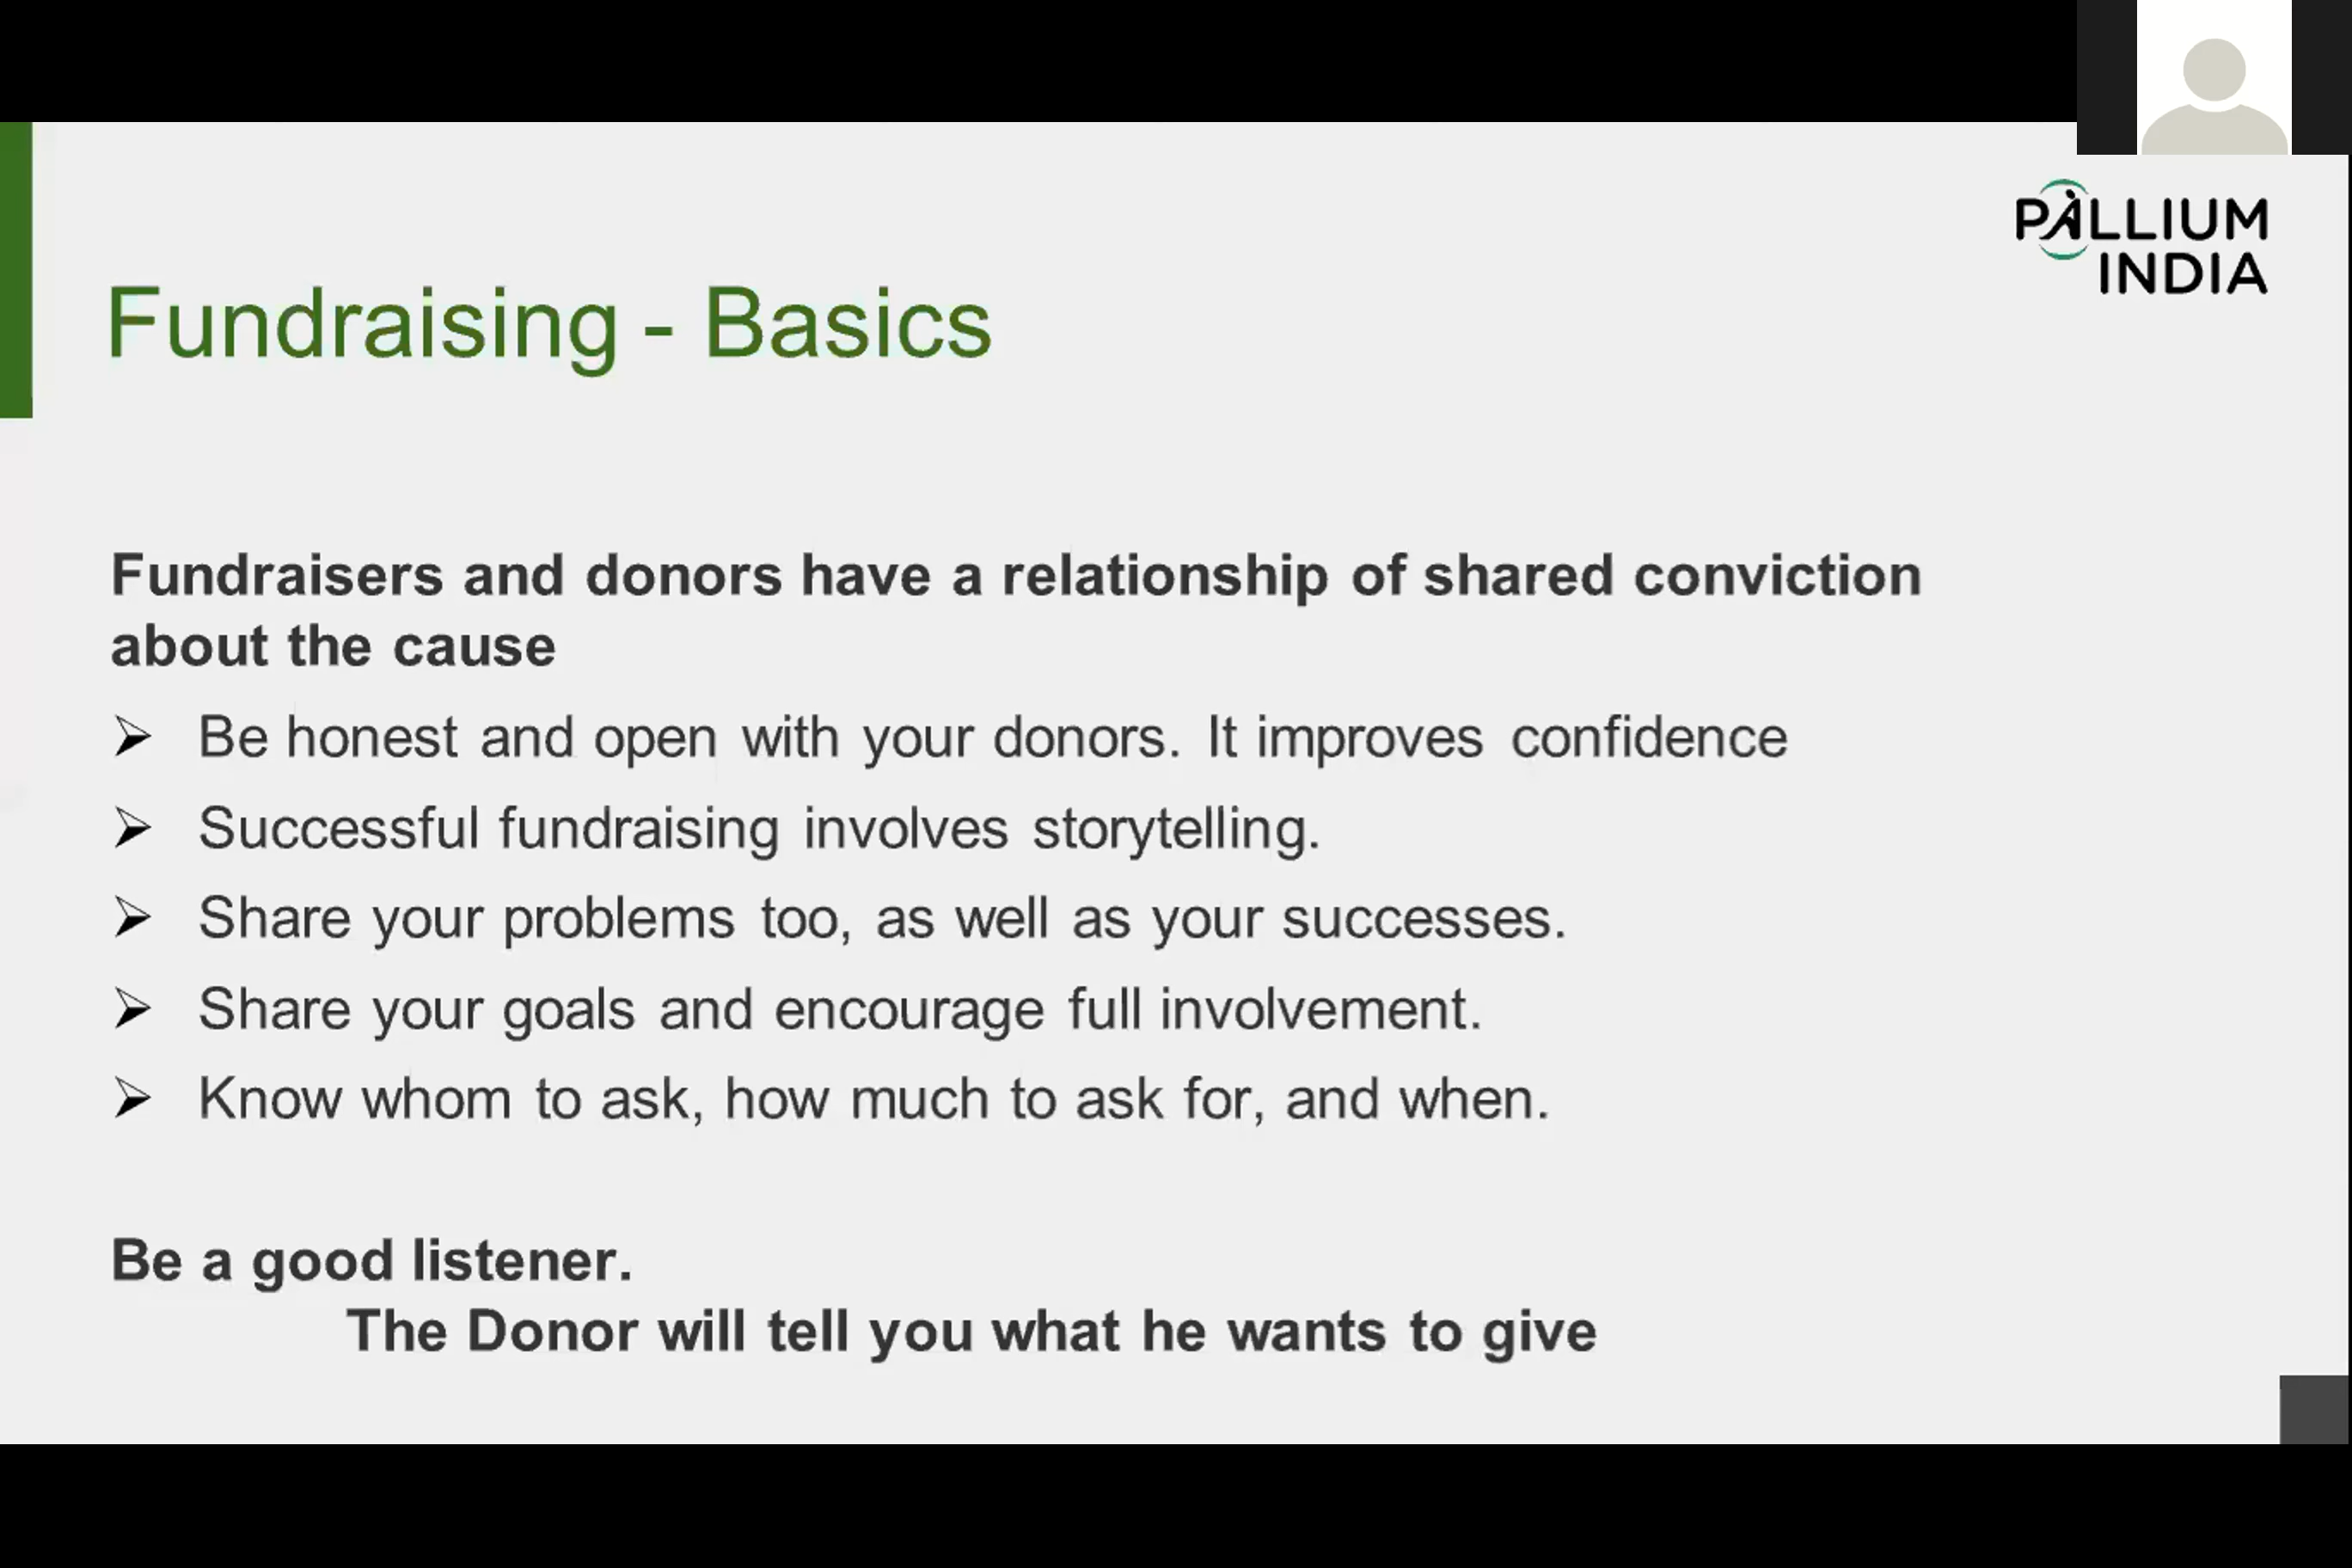 PALLIUM
INDIA
Fundraising - Basics
Fundraisers and donors have a relationship of shared conviction
about the cause
➢ Be honest and open with your donors. It improves confidence
➢ Successful fundraising involves storytelling.
➢ Share your problems too, as well as your successes.
➢ Share your goals and encourage full involvement.
➢ Know whom to ask, how much to ask for, and when.
Be a good listener.
The Donor will tell you what he wants to give